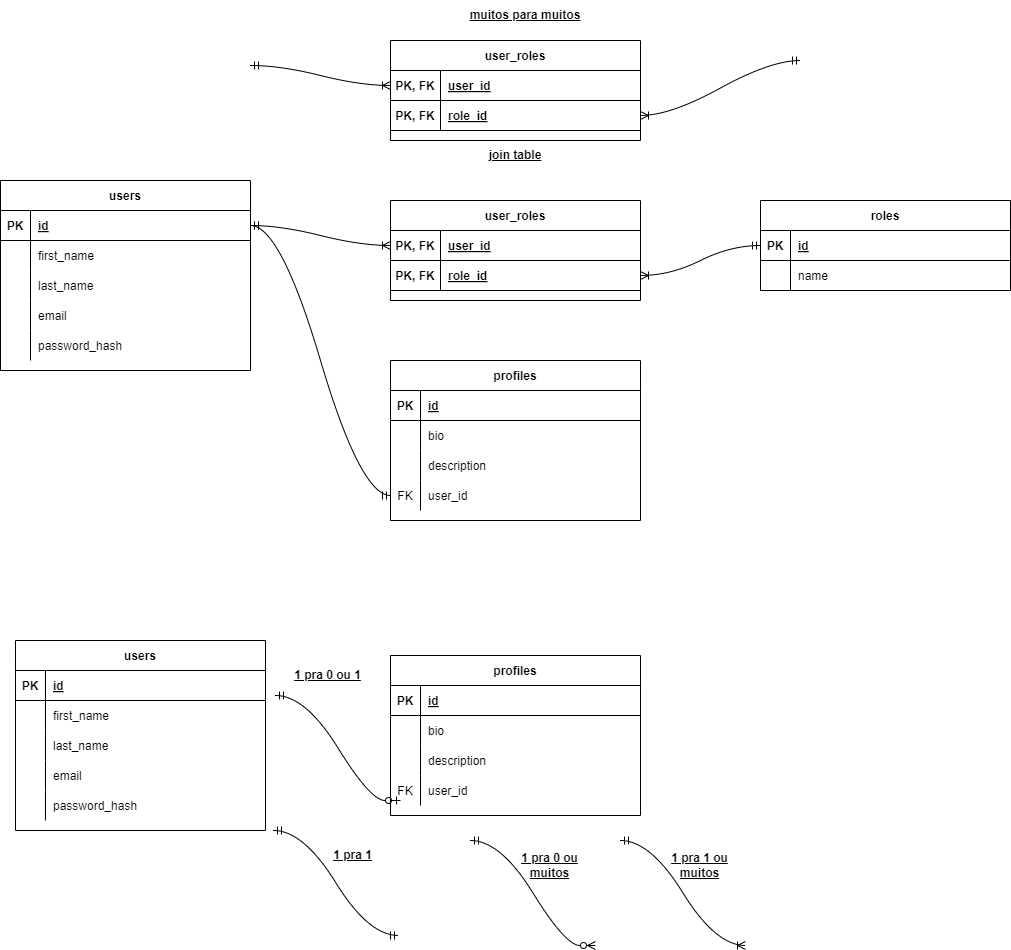 muitos para muitos
user_roles
PK, FK user_id
PK, FK role_id
join table
users
PK id
first_name
last_name
email
password_hash
user_roles
PK, FK user_id
PK, FK role_id
roles
PK id
name
profiles
PK id
bio
description
FK user_id
users
PK id
first_name
last_name
email
password_hash
1 pra 0 ou 1
profiles
PK id
bio
description
FK user_id
1 pra 1
1 pra 0 ou
muitos
1 pra 1 ou
muitos